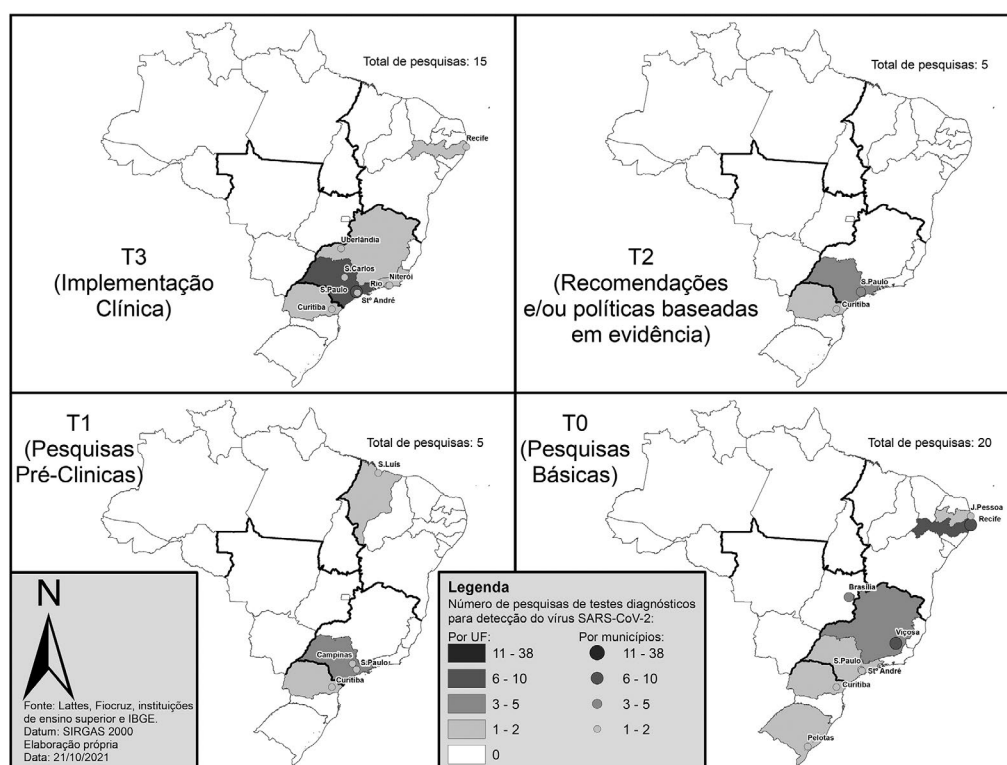 Total de pesquisas: 15
Recife
Uberlândia
S.Carlos
Niterói
Rio
S.Paulo
Stº André
Curitiba
T3
(Implementação
Clínica)
Total de pesquisas: 5
S.Paulo
Curitiba
T2
(Recomendações
e/ou políticas baseadas
em evidência)
T1
(Pesquisas
Pré-Clinicas)
Total de pesquisas: 5
S.Luís
Campinas
S.Paulo
Curitiba
T0
(Pesquisas
Básicas)
Total de pesquisas: 20
J.Pessoa
Recife
Brasília
Viçosa
S.Paulo
Stº André
Curitiba
Pelotas
N
Fonte: Lattes, Fiocruz, instituições
de ensino superior e IBGE.
Datum: SIRGAS 2000
Elaboração própria
Data: 21/10/2021
Legenda
Número de pesquisas de testes diagnósticos
para detecção do vírus SARS-CoV-2:
Por UF: Por municípios:
11 - 38 11 - 38
6 - 10 6 - 10
3 - 5 3 - 5
1 - 2 1 - 2
0